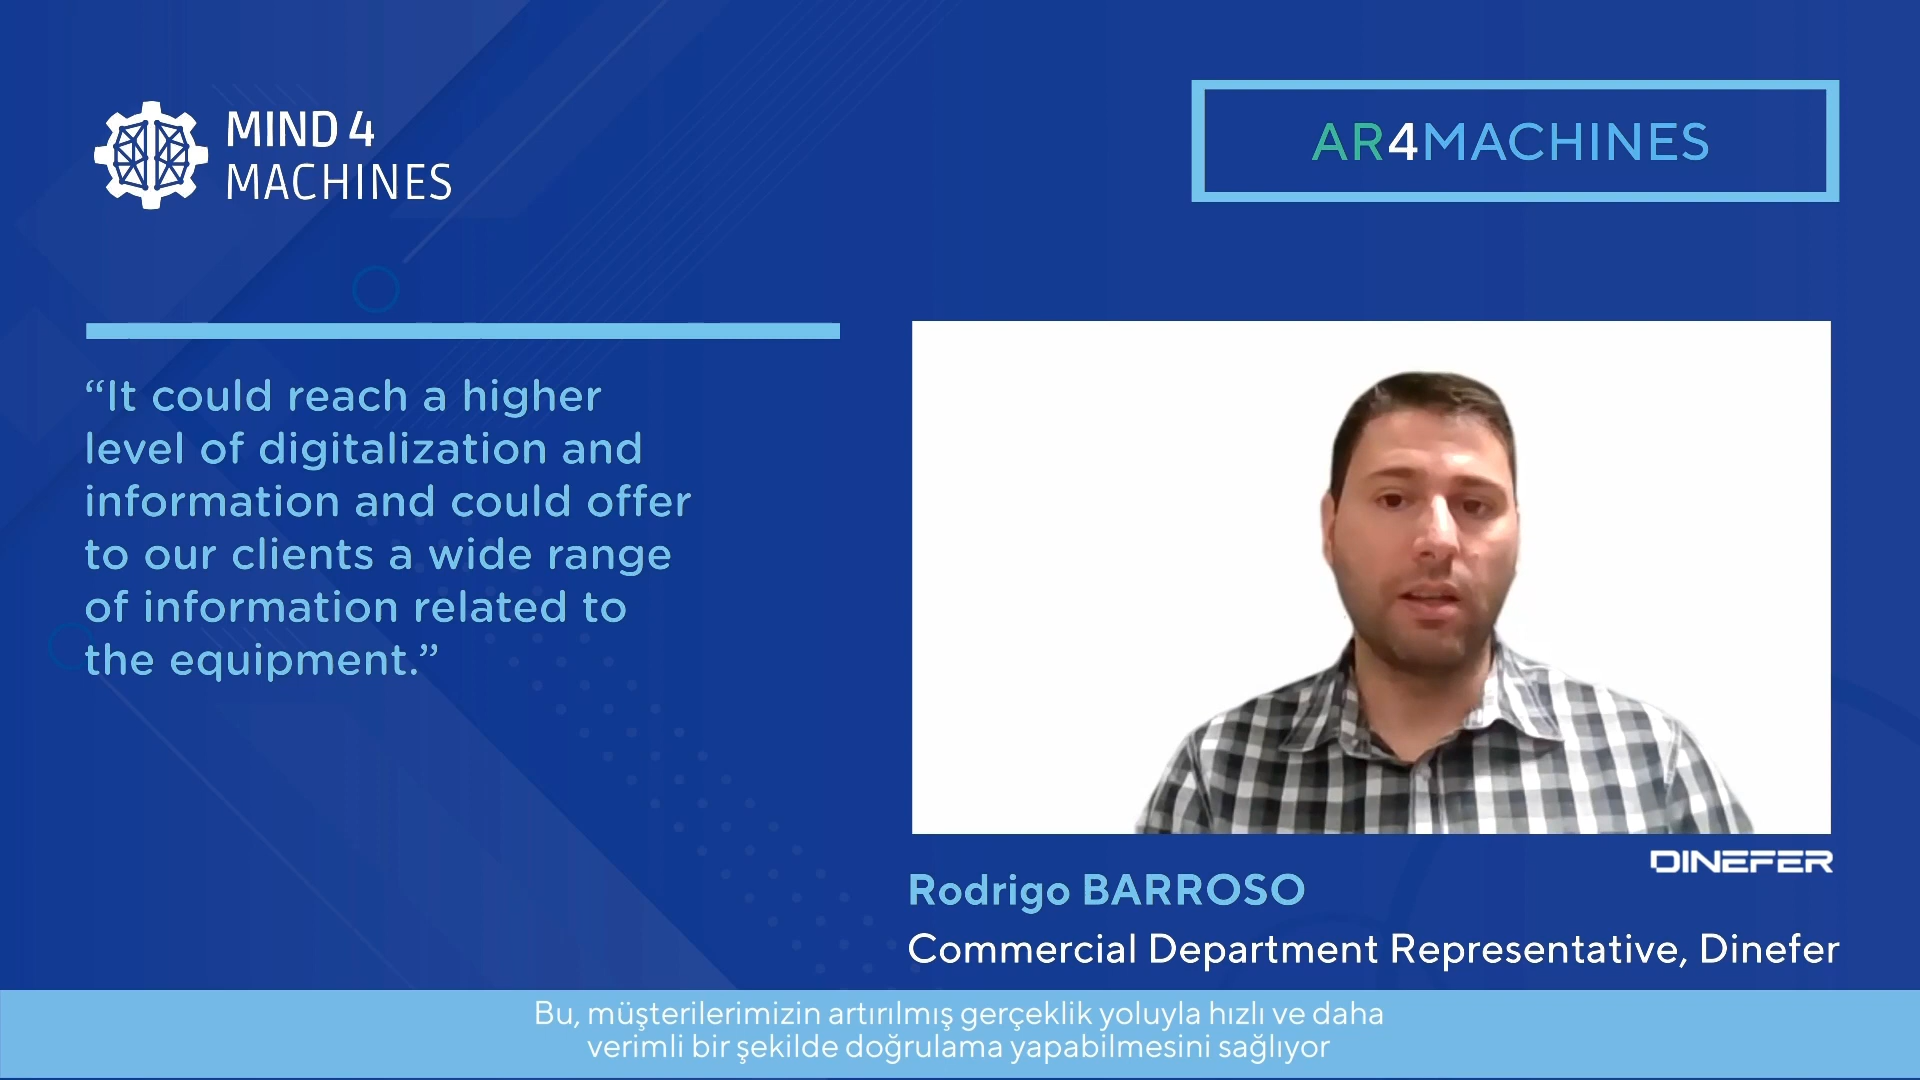 MIND 4
MACHINES
AR4MACHINES
“It could reach a higher
level of digitalization and
information and could offer
to our clients a wide range
of information related to
the equipment.”
DINEFER
Rodrigo BARROSO
Commercial Department Representative, Dinefer
Bu, müşterilerimizin artırılmış gerçeklik yoluyla hızlı ve daha
verimli bir şekilde doğrulama yapabilmesini sağlıyor